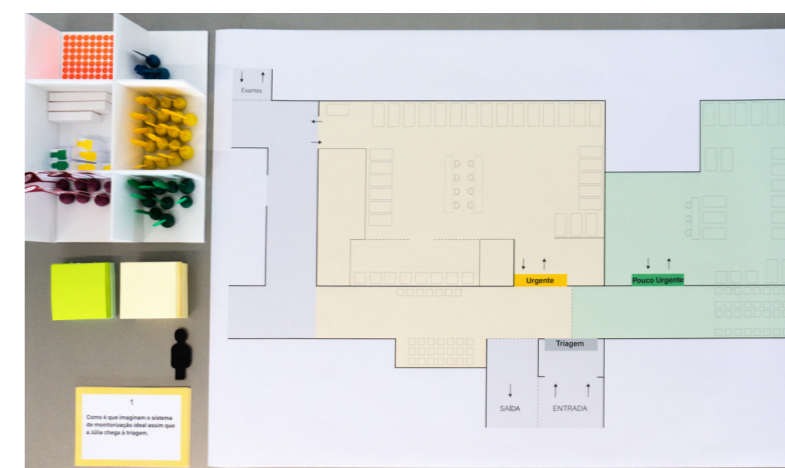 Exames
Urgente
Pouco Urgente
Triagem
SAÍDA
ENTRADA
1
Como é que imaginam o sistema
de monitorização ideal assim que
a Júlia chega à triagem.